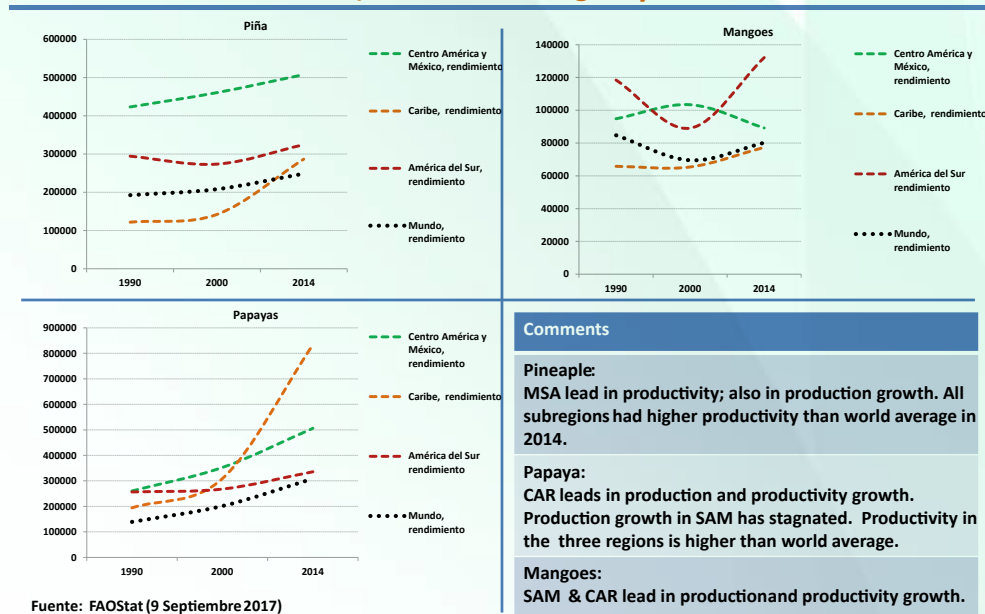 Piña
600000
500000
400000
300000
200000
100000
0
1990 2000 2014
Centro América y
México, rendimiento
Caribe, rendimiento
América del Sur,
rendimiento
Mundo,
rendimiento
Mangoes
140000
120000
100000
80000
60000
40000
20000
0
1990 2000 2014
Centro América y
México,
rendimiento
Caribe, rendimiento
América del Sur
rendimiento
Mundo,
rendimiento
Papayas
900000
800000
700000
600000
500000
400000
300000
200000
100000
0
1990 2000 2014
Centro América y
México,
rendimiento
Caribe, rendimiento
América del Sur
rendimiento
Mundo,
rendimiento
Comments
Pineaple:
MSA lead in productivity; also in production growth. All
subregions had higher productivity than world average in
2014.
Papaya:
CAR leads in production and productivity growth.
Production growth in SAM has stagnated. Productivity in
the three regions is higher than world average.
Mangoes:
SAM & CAR lead in productionand productivity growth.
Fuente: FAOStat (9 Septiembre 2017)